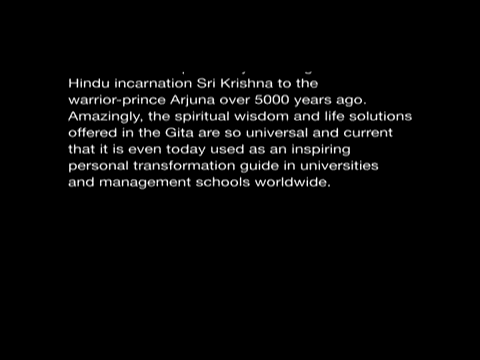 Hindu incarnation Sri Krishna to the
warrior-prince Arjuna over 5000 years ago.
Amazingly, the spiritual wisdom and life solutions
offered in the Gita are so universal and current
that it is even today used as an inspiring
personal transformation guide in universities
and management schools worldwide.